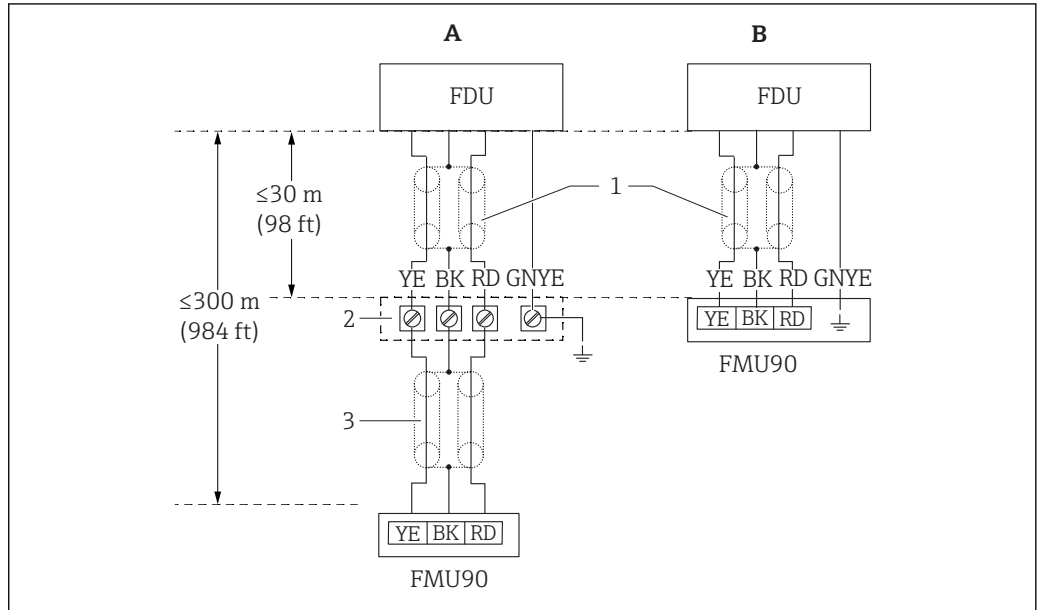 A B
FDU FDU
≤30 m
(98 ft)
1
YE BK RD GNYE YE BK RD GNYE
≤300 m
(984 ft)
2
YE BK RD
FMU90
3
YE BK RD
FMU90